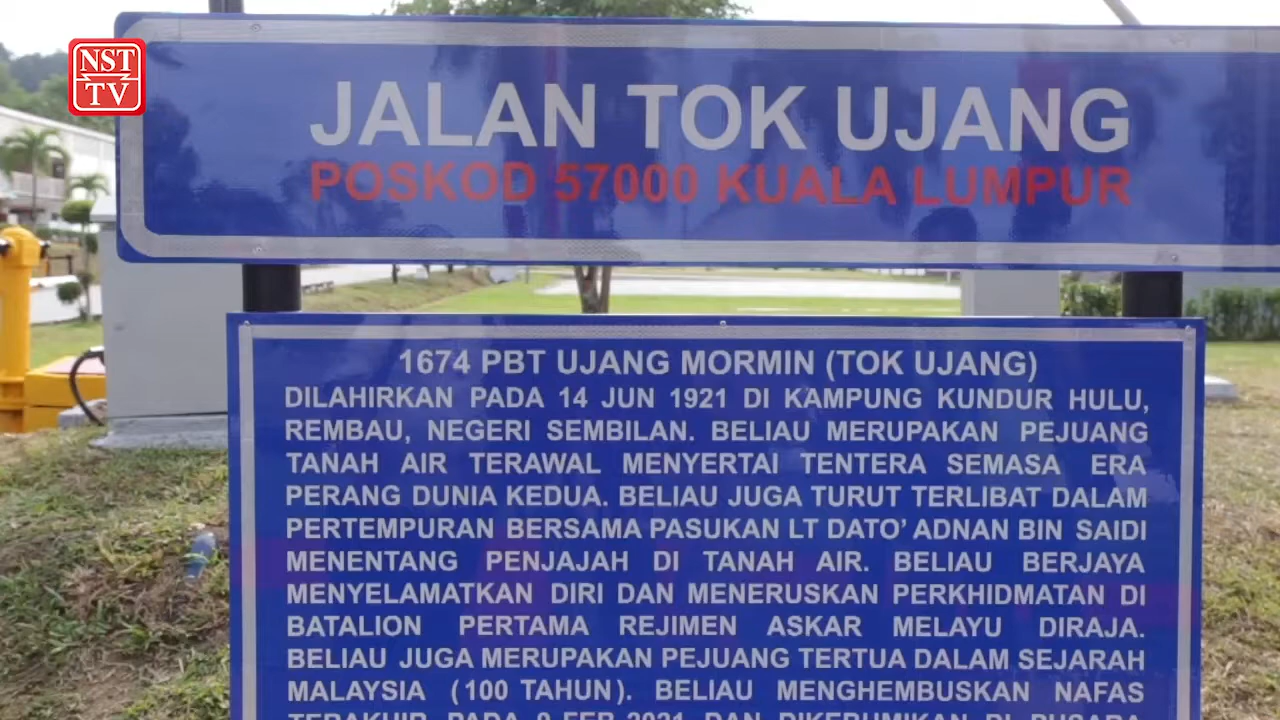 NST
TV
JALAN TOK UJANG
POSKOD 57000 KUALA LUMPUR
1674 PBT UJANG MORMIN (TOK UJANG)
DILAHIRKAN PADA 14 JUN 1921 DI KAMPUNG KUNDUR HULU,
REMBAU, NEGERI SEMBILAN. BELIAU MERUPAKAN PEJUANG
TANAH AIR TERAWAL MENYERTAI TENTERA SEMASA ERA
PERANG DUNIA KEDUA. BELIAU JUGA TURUT TERLIBAT DALAM
PERTEMPURAN BERSAMA PASUKAN LT DATO' ADNAN BIN SAIDI
MENENTANG PENJAJAH DI TANAH AIR. BELIAU BERJAYA
MENYELAMATKAN DIRI DAN MENERUSKAN PERKHIDMATAN DI
BATALION PERTAMA REJIMEN ASKAR MELAYU DIRAJA.
BELIAU JUGA MERUPAKAN PEJUANG TERTUA DALAM SEJARAH
MALAYSIA (100 TAHUN). BELIAU MENGHEMBUSKAN NAFAS
TERAKHIR PADA 9 FEB 2021 DAN DIKEBUMIKAN DI PUSARA